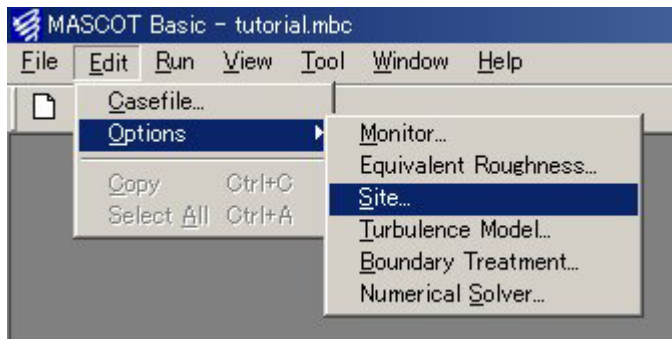 MASCOT Basic - tutorial.mbc
File Edit Run View Tool Window Help
Casefile...
Options
Copy Ctrl+C
Select All Ctrl+A
Monitor...
Equivalent Roughness...
Site...
Turbulence Model...
Boundary Treatment...
Numerical Solver...